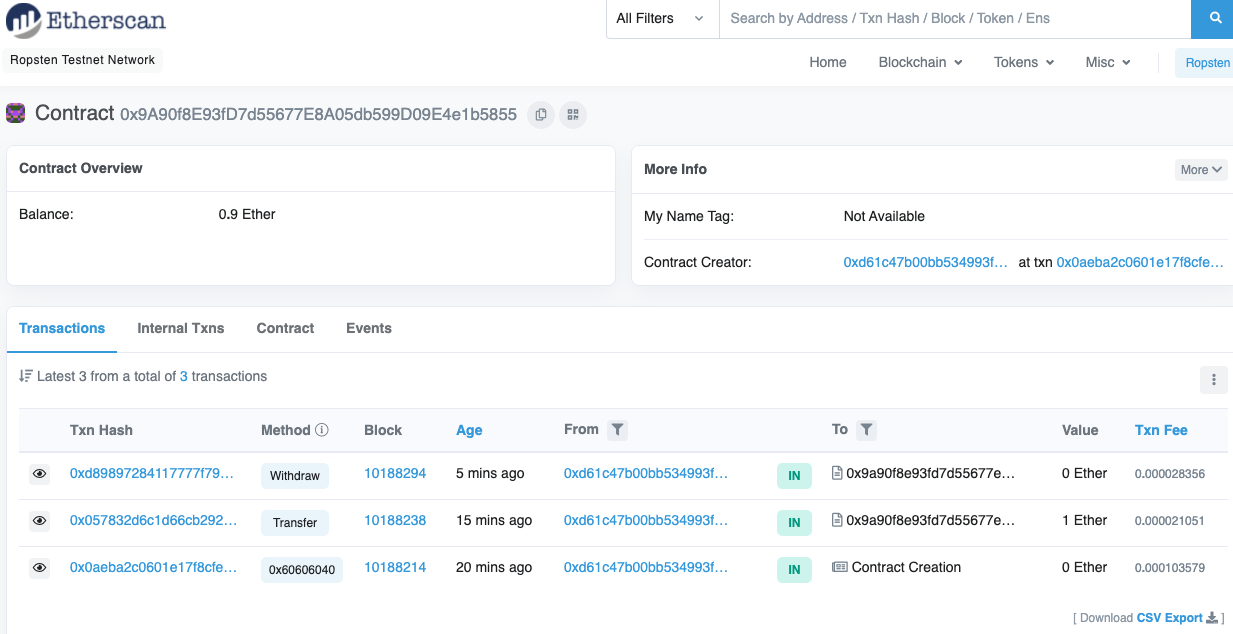 Etherscan
All Filters Search by Address / Txn Hash / Block / Token / Ens
Ropsten Testnet Network
Home Blockchain Tokens Misc Ropsten
Contract 0x9A90f8E93fD7d55677E8A05db599D09E4e1b5855
Contract Overview
Balance: 0.9 Ether
More Info More
My Name Tag: Not Available
Contract Creator: 0xd61c47b00bb534993f... at txn 0x0aeba2c0601e17f8cfe...
Transactions Internal Txns Contract Events
Latest 3 from a total of 3 transactions
Txn Hash Method Block Age From To Value Txn Fee
0xd89897284117777f79... Withdraw 10188294 5 mins ago 0xd61c47b00bb534993f... IN 0x9a90f8e93fd7d55677e... 0 Ether 0.000028356
0x057832d6c1d66cb292... Transfer 10188238 15 mins ago 0xd61c47b00bb534993f... IN 0x9a90f8e93fd7d55677e... 1 Ether 0.000021051
0x0aeba2c0601e17f8cfe... 0x60606040 10188214 20 mins ago 0xd61c47b00bb534993f... IN Contract Creation 0 Ether 0.000103579
[ Download CSV Export ]